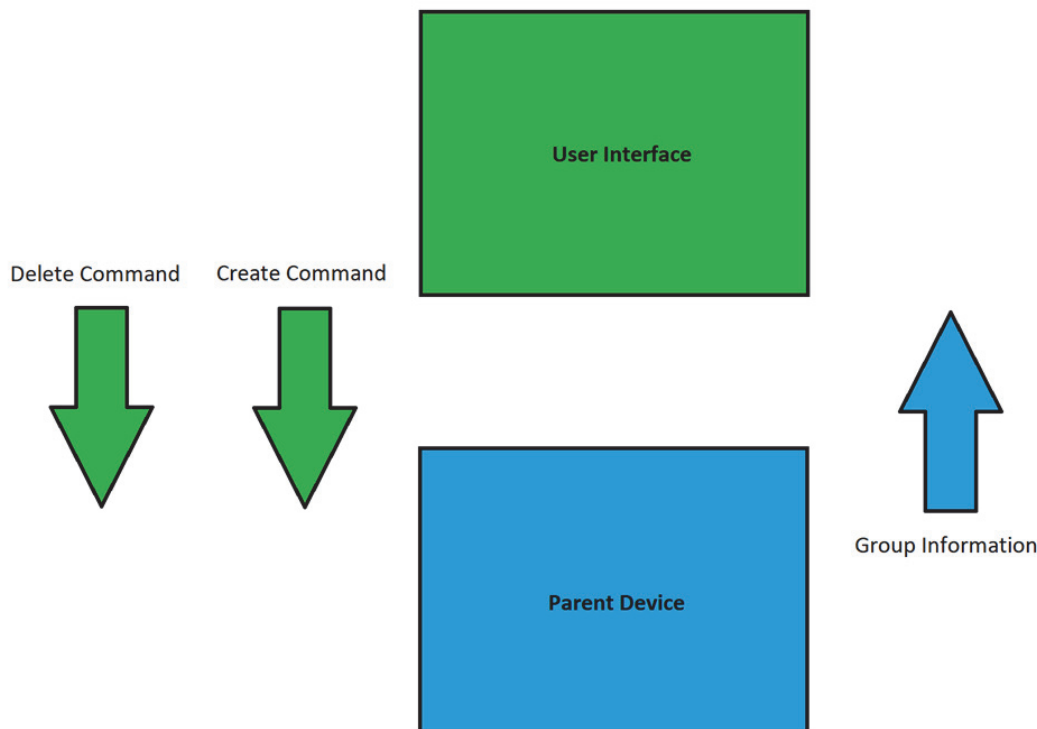 User Interface
Delete Command
Create Command
Group Information
Parent Device